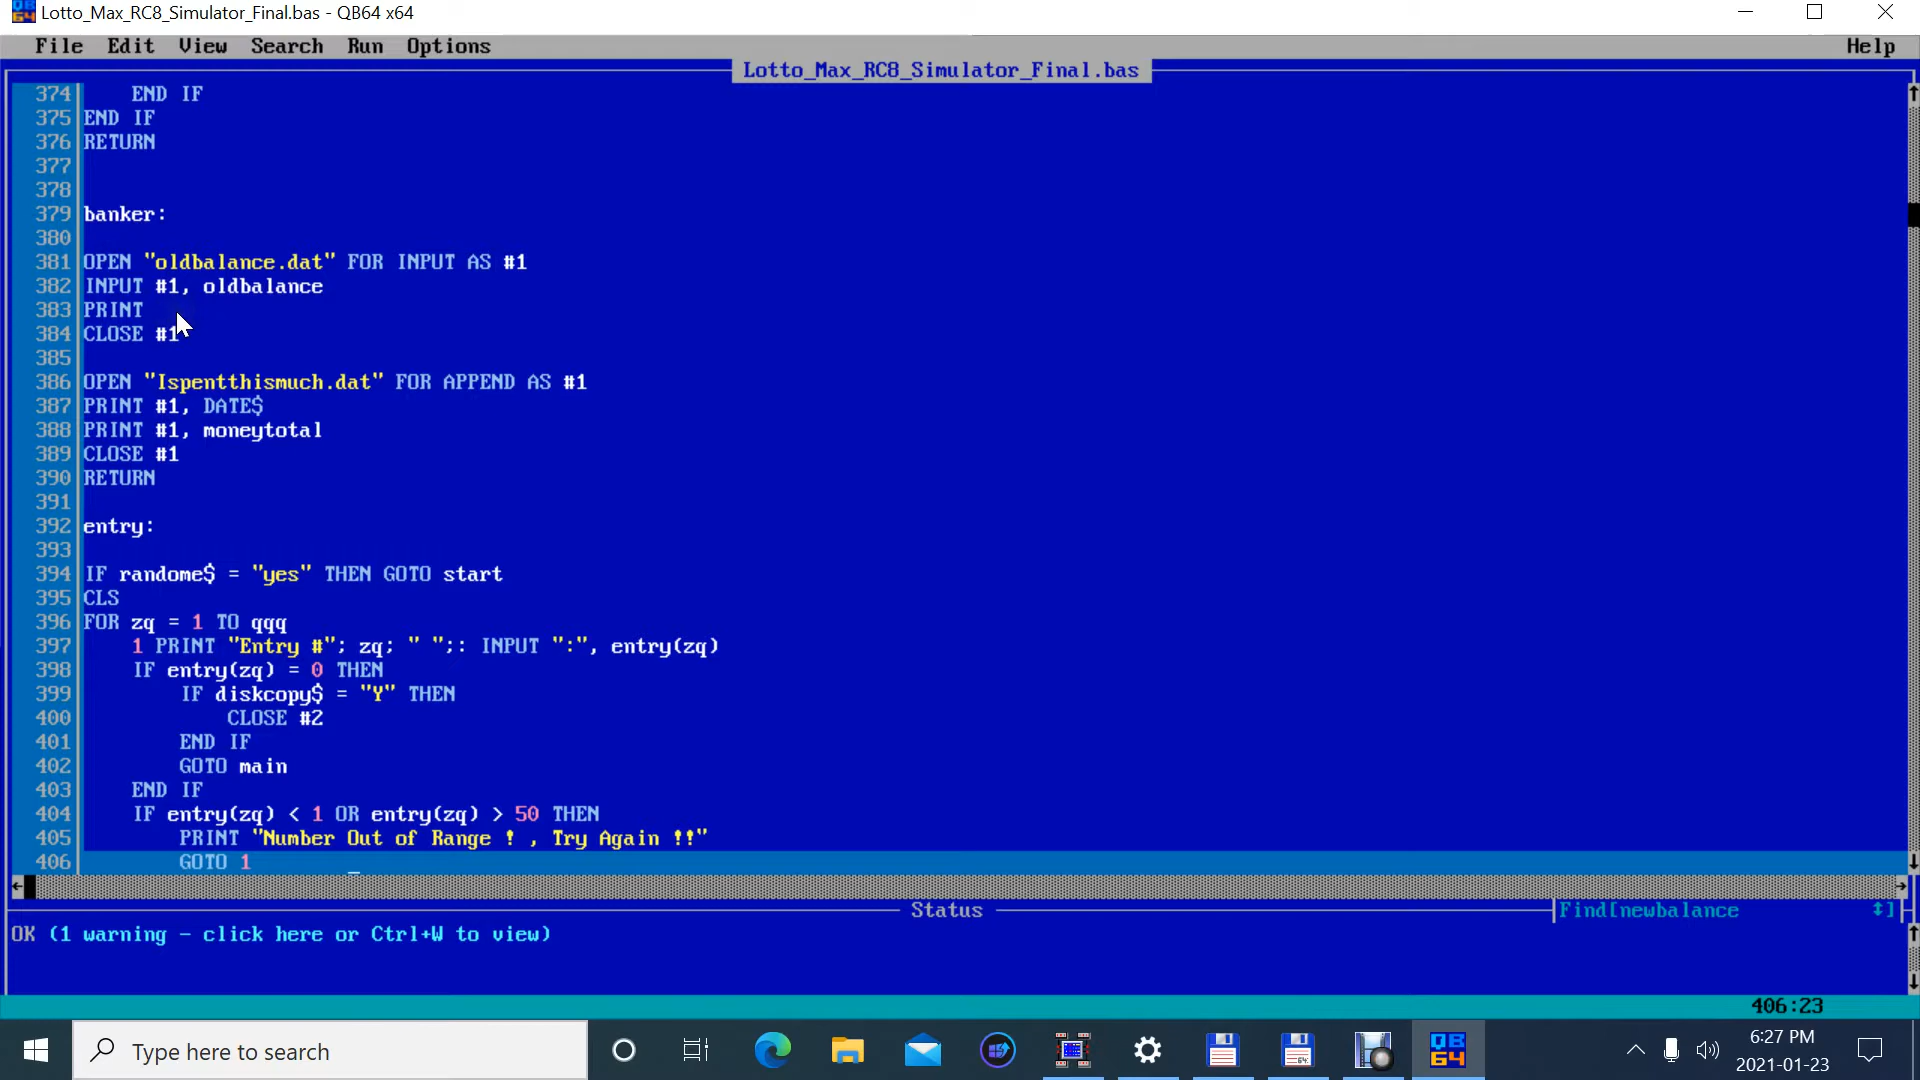 Lotto_Max_RC8_Simulator_Final.bas - QB64 x64
File Edit View Search Run Options Help
Lotto_Max_RC8_Simulator_Final.bas
374 END IF
375 END IF
376 RETURN
377
378
379 banker:
380
381 OPEN "oldbalance.dat" FOR INPUT AS #1
382 INPUT #1, oldbalance
383 PRINT
384 CLOSE #1
385
386 OPEN "Ispentthismuch.dat" FOR APPEND AS #1
387 PRINT #1, DATE$
388 PRINT #1, moneytotal
389 CLOSE #1
390 RETURN
391
392 entry:
393
394 IF randome$ = "yes" THEN GOTO start
395 CLS
396 FOR zq = 1 TO qqq
397 1 PRINT "Entry #"; zq; " ";: INPUT ":", entry(zq)
398 IF entry(zq) = 0 THEN
399 IF diskcopy$ = "Y" THEN
400 CLOSE #2
401 END IF
402 GOTO main
403 END IF
404 IF entry(zq) < 1 OR entry(zq) > 50 THEN
405 PRINT "Number Out of Range ! , Try Again !!"
406 GOTO 1
Status
Find[newbalance ]
OK (1 warning - click here or Ctrl+W to view)
406:23
Type here to search
QB
64
64
6:27 PM
2021-01-23